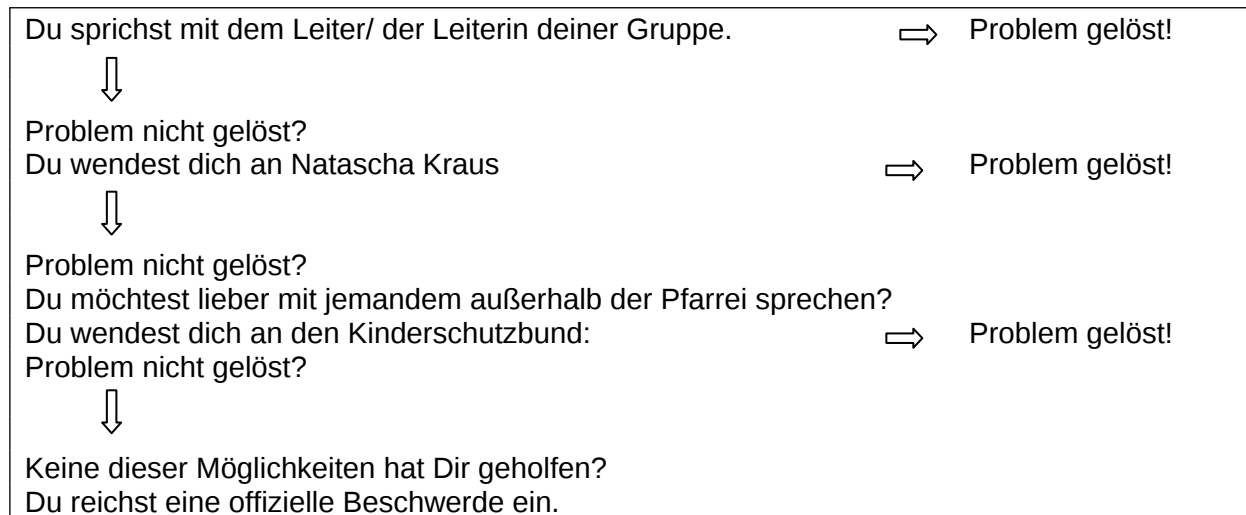 Du sprichst mit dem Leiter/ der Leiterin deiner Gruppe. ⇨ Problem gelöst!
⇩
Problem nicht gelöst?
Du wendest dich an Natascha Kraus ⇨ Problem gelöst!
⇩
Problem nicht gelöst?
Du möchtest lieber mit jemandem außerhalb der Pfarrei sprechen?
Du wendest dich an den Kinderschutzbund: ⇨ Problem gelöst!
Problem nicht gelöst?
⇩
Keine dieser Möglichkeiten hat Dir geholfen?
Du reichst eine offizielle Beschwerde ein.